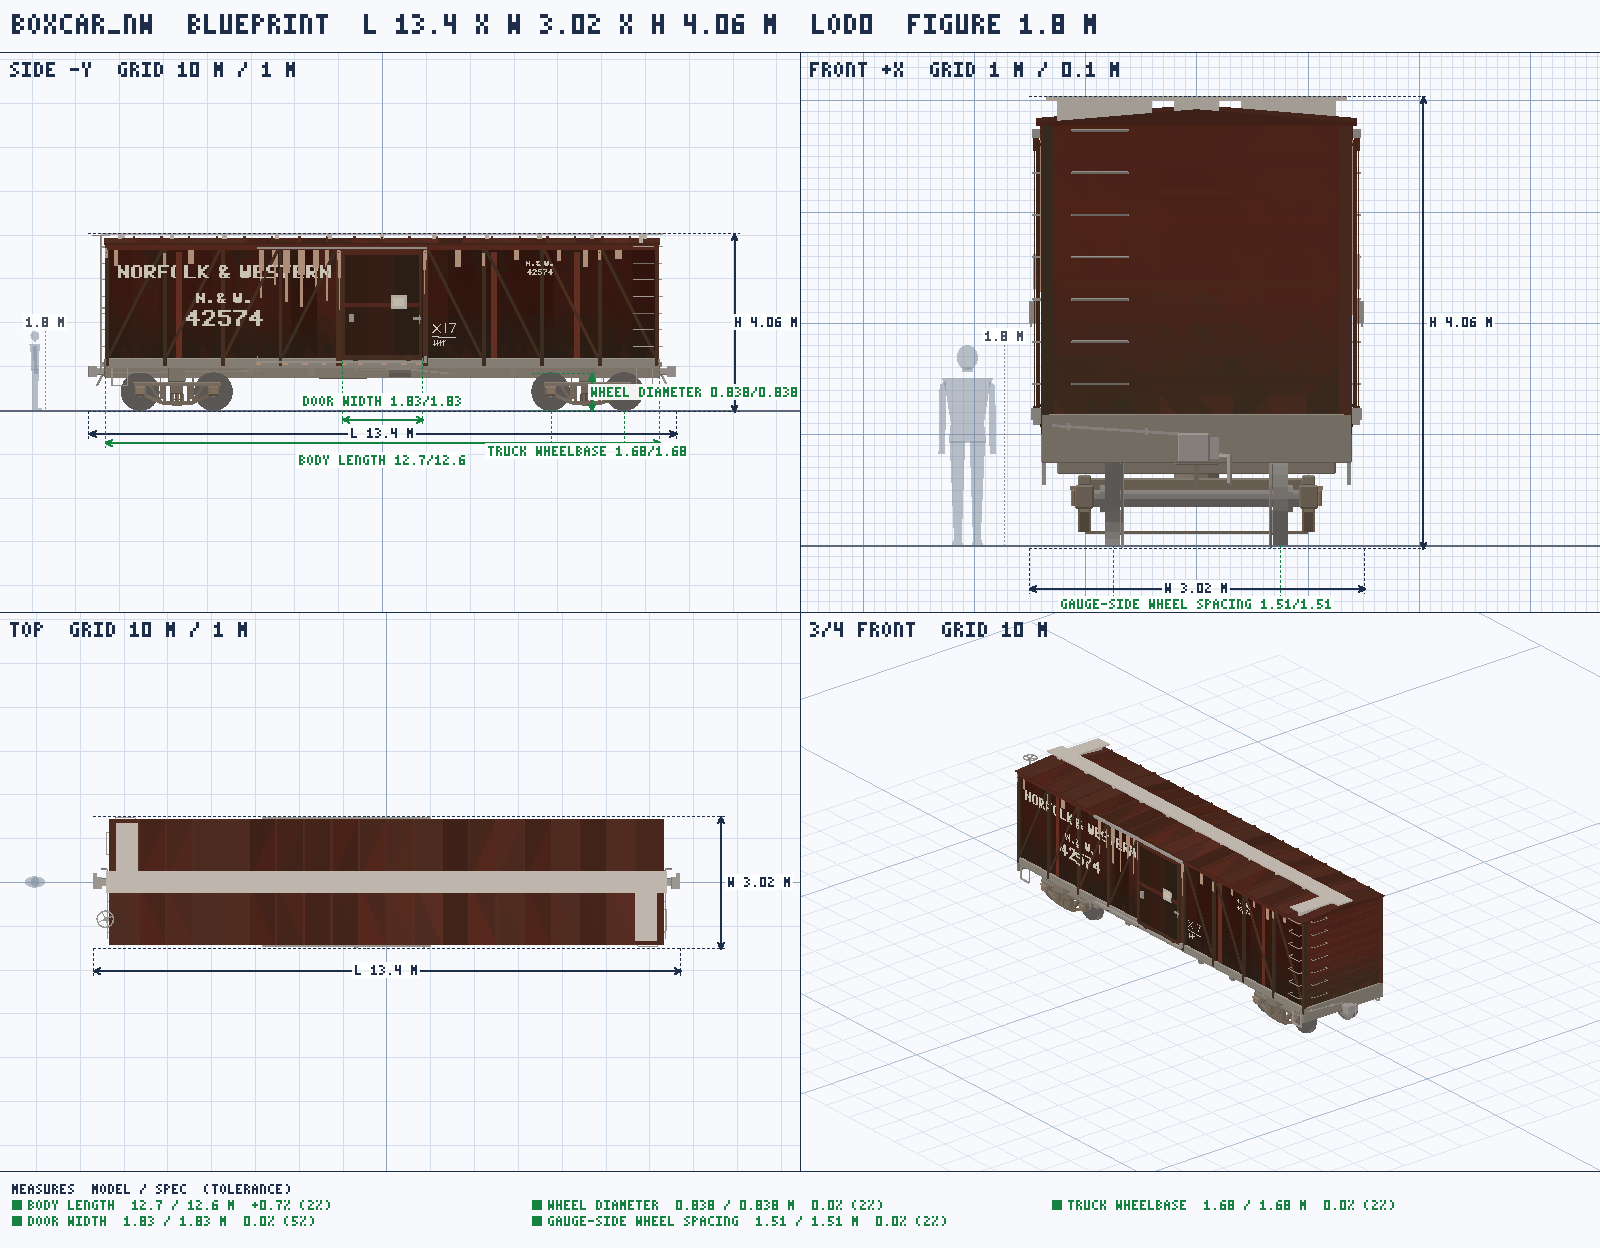 BOXCAR_NW BLUEPRINT L 13.4 X W 3.02 X H 4.06 M LOD0 FIGURE 1.8 M
SIDE -Y GRID 10 M / 1 M
NORFOLK & WESTERN
N.& W.
42574
N.& W.
42574
X17
1.8 M
H 4.06 M
WHEEL DIAMETER 0.838/0.838
DOOR WIDTH 1.83/1.83
L 13.4 M
TRUCK WHEELBASE 1.68/1.68
BODY LENGTH 12.7/12.6
FRONT +X GRID 1 M / 0.1 M
1.8 M
H 4.06 M
W 3.02 M
GAUGE-SIDE WHEEL SPACING 1.51/1.51
TOP GRID 10 M / 1 M
W 3.02 M
L 13.4 M
3/4 FRONT GRID 10 M
NORFOLK & WESTERN
N.& W.
42574
X17
MEASURES MODEL / SPEC (TOLERANCE)
BODY LENGTH 12.7 / 12.6 M +0.7% (2%)
WHEEL DIAMETER 0.838 / 0.838 M 0.0% (2%)
TRUCK WHEELBASE 1.68 / 1.68 M 0.0% (2%)
DOOR WIDTH 1.83 / 1.83 M 0.0% (5%)
GAUGE-SIDE WHEEL SPACING 1.51 / 1.51 M 0.0% (2%)